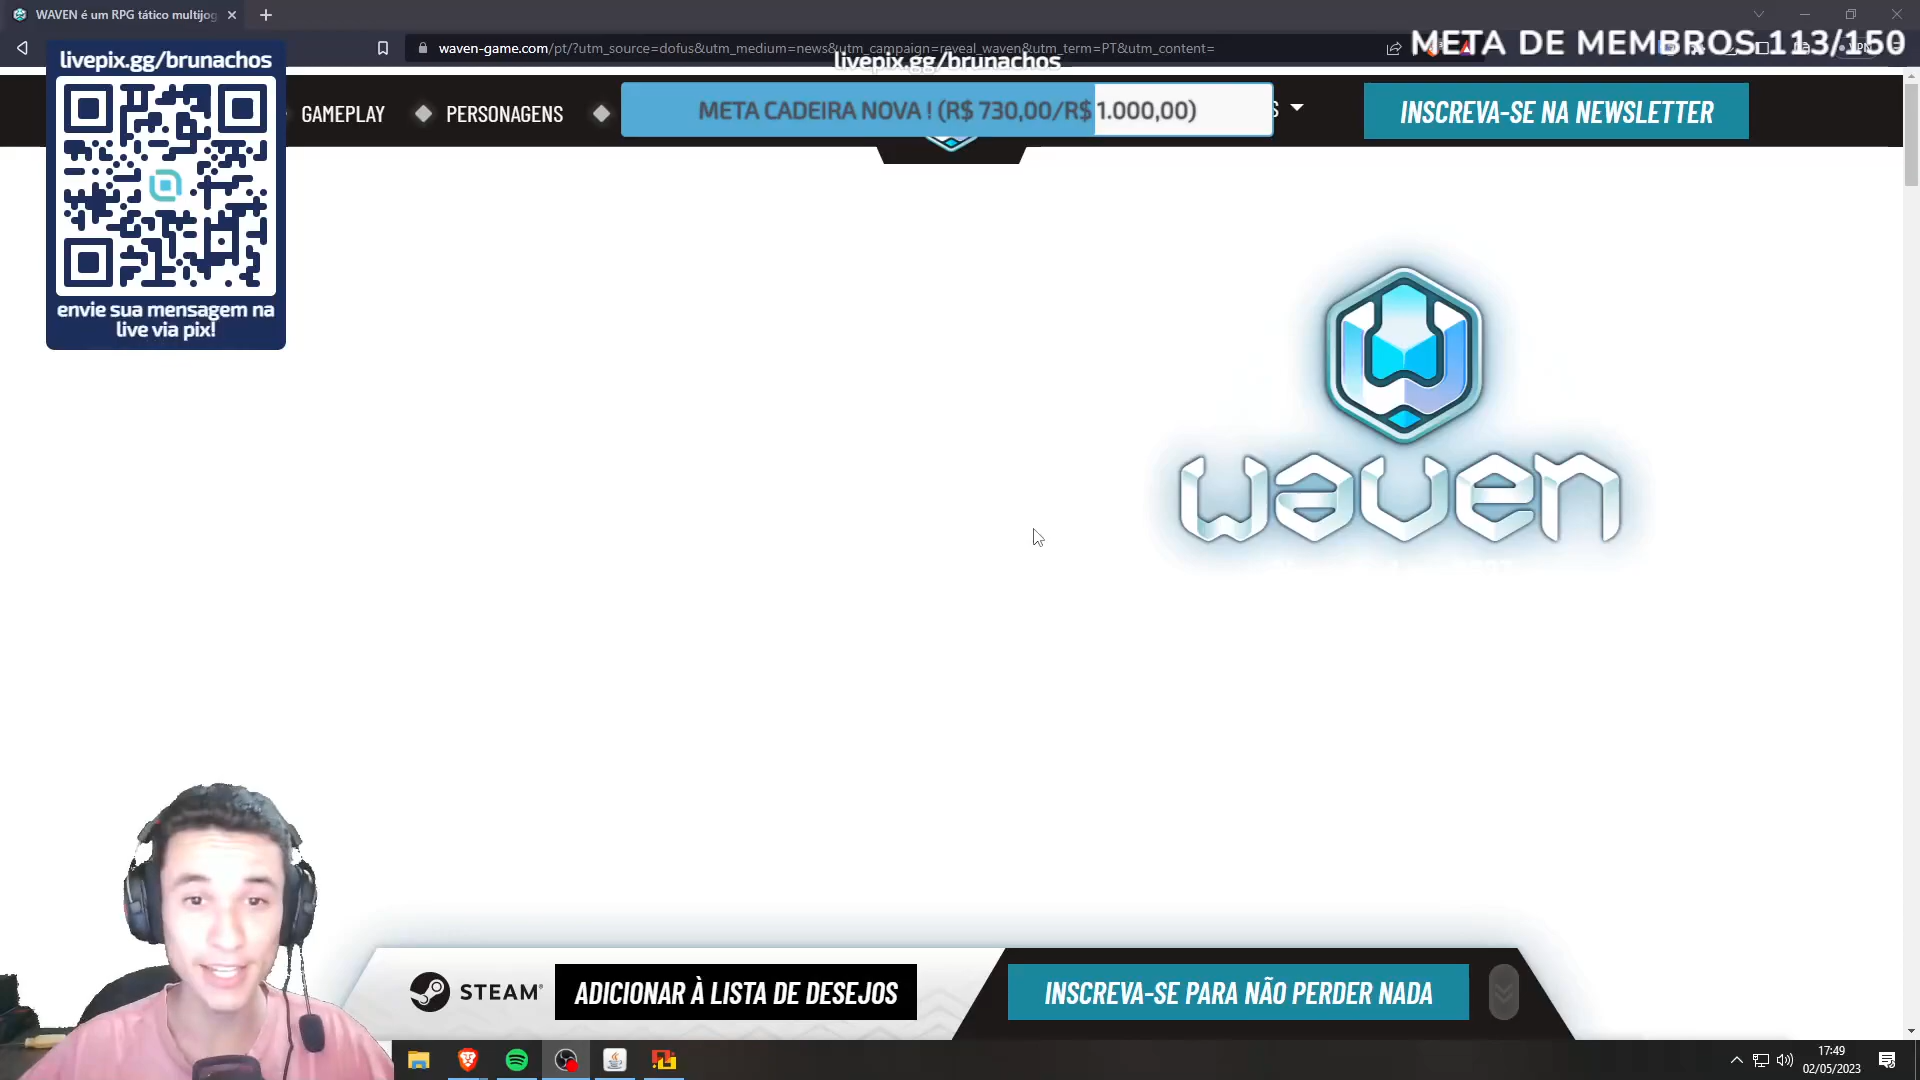 WAVEN é um RPG tático multijog
META DE MEMBROS 113/150
waven-game.com/pt/?utm_source=dofus&utm_medium=news&utm_campaign=reveal_waven&utm_term=PT&utm_content=
livepix.gg/brunachos
livepix.gg/brunachos
GAMEPLAY
PERSONAGENS
META CADEIRA NOVA ! (R$ 730,00/R$ 1.000,00)
S
INSCREVA-SE NA NEWSLETTER
envie sua mensagem na
live via pix!
waven
STEAM
ADICIONAR À LISTA DE DESEJOS
INSCREVA-SE PARA NÃO PERDER NADA
17:49
02/05/2023